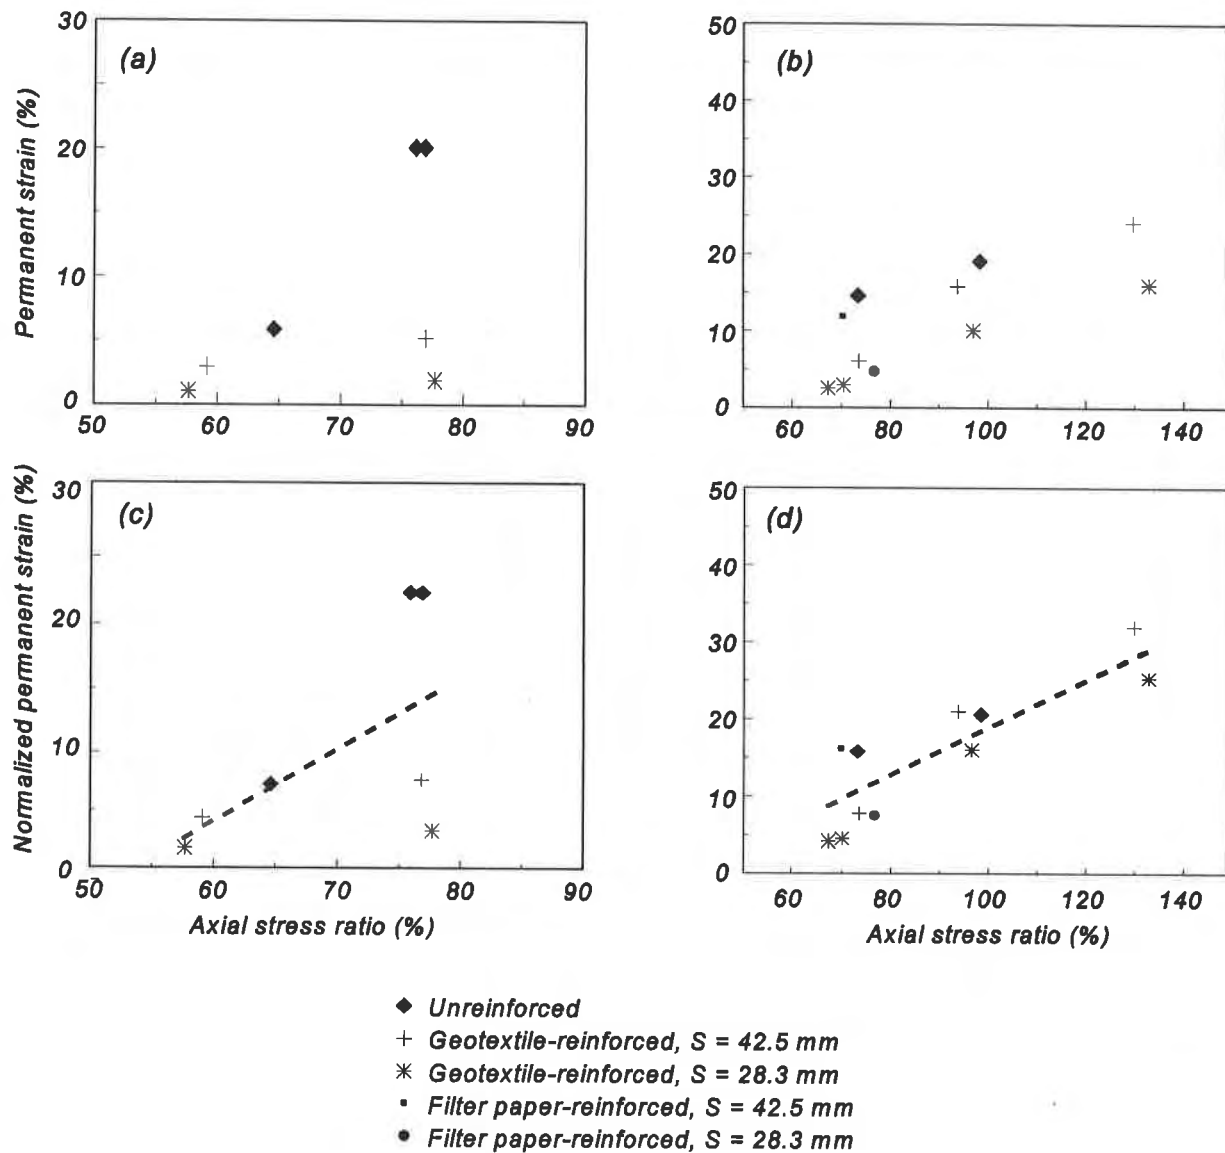 (a)
Permanent strain (%)
30
20
10
0
50 60 70 80 90
(b)
50
40
30
20
10
0
60 80 100 120 140
(c)
Normalized permanent strain (%)
30
20
10
0
50 60 70 80 90
Axial stress ratio (%)
(d)
50
40
30
20
10
0
60 80 100 120 140
Axial stress ratio (%)
Unreinforced
Geotextile-reinforced, S = 42.5 mm
Geotextile-reinforced, S = 28.3 mm
Filter paper-reinforced, S = 42.5 mm
Filter paper-reinforced, S = 28.3 mm